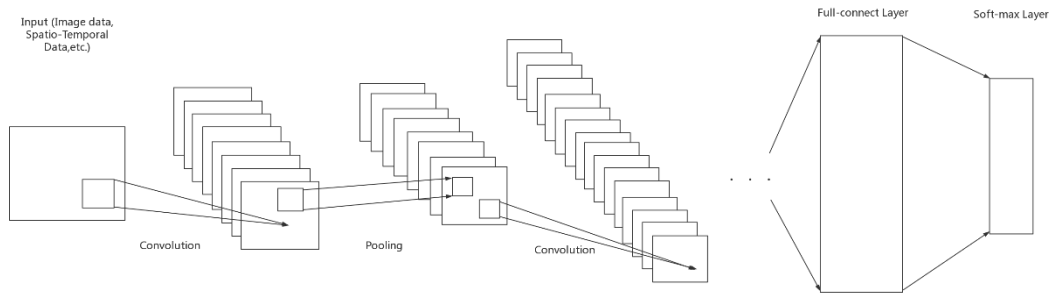 Input (Image data,
Spatio-Temporal
Data,etc.)
Full-connect Layer
Soft-max Layer
. . .
Convolution
Pooling
Convolution